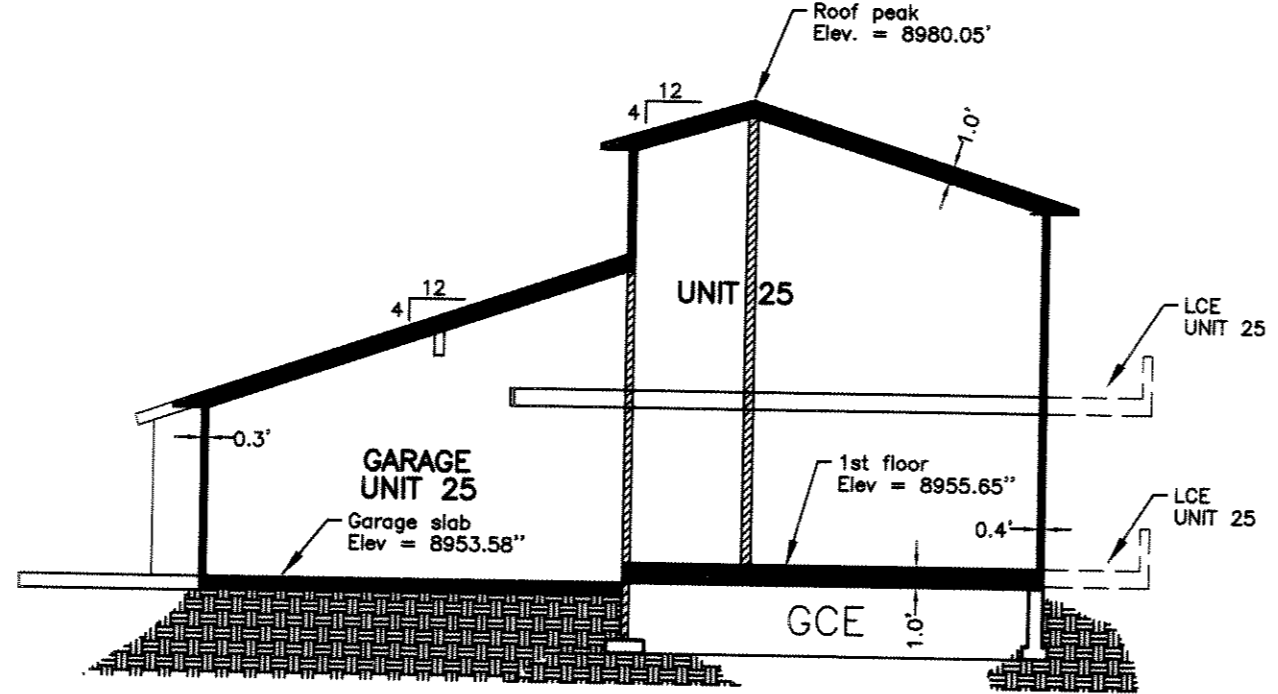 Roof peak
Elev. = 8980.05'
12
4
1.0'
UNIT 25
12
4
LCE
UNIT 25
0.3'
GARAGE
UNIT 25
1st floor
Elev = 8955.65"
LCE
UNIT 25
Garage slab
Elev = 8953.58"
0.4'
GCE
1.0'